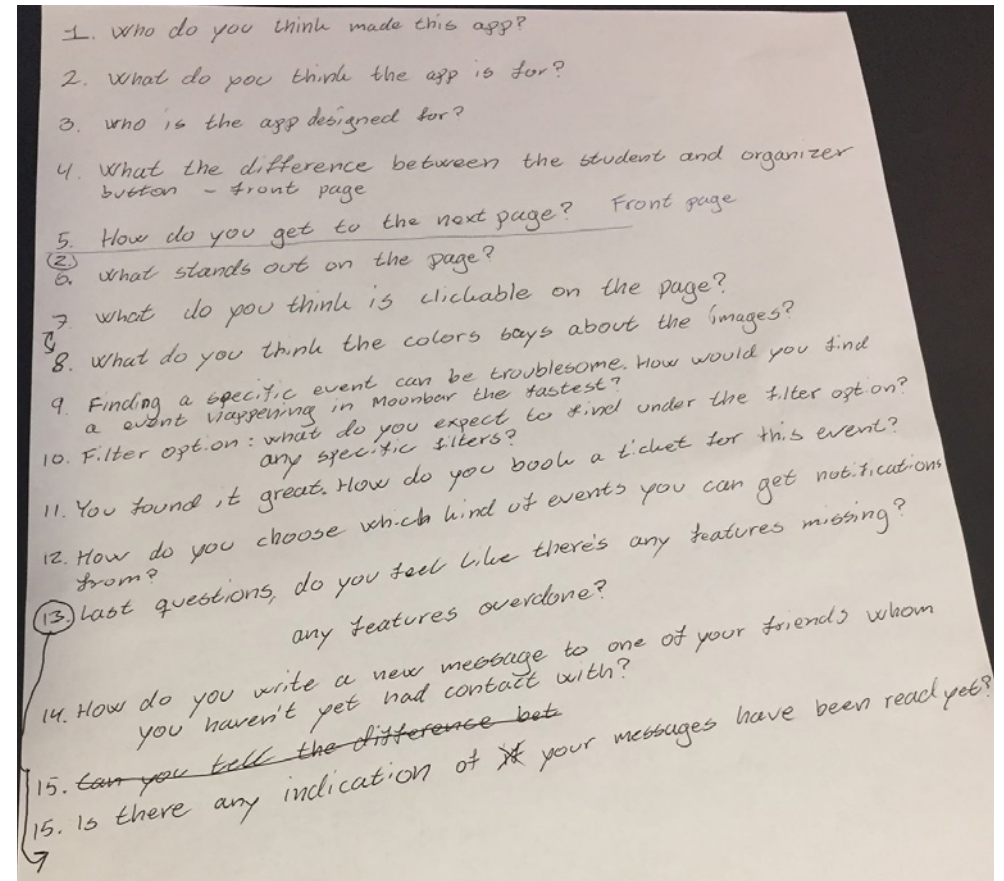 1. Who do you think made this app?
2. What do you think the app is for?
3. who is the app designed for?
4. What the difference between the student and organizer
button - front page
5. How do you get to the next page? Front page
2.
6. What stands out on the page?
7 what do you think is clickable on the page?
8. What do you think the colors says about the images?
9. Finding a specific event can be troublesome. How would you find
a event happening in Moonbar the fastest?
10. Filter option: what do you expect to find under the filter option?
any specific filters?
11. You found it great. How do you book a ticket for this event?
12. How do you choose which kind of events you can get notifications
from?
13. Last questions, do you feel like there's any features missing?
any features overdone?
14. How do you write a new message to one of your friends whom
you haven't yet had contact with?
15. Can you tell the difference bet
15. Is there any indication of if your messages have been read yet?